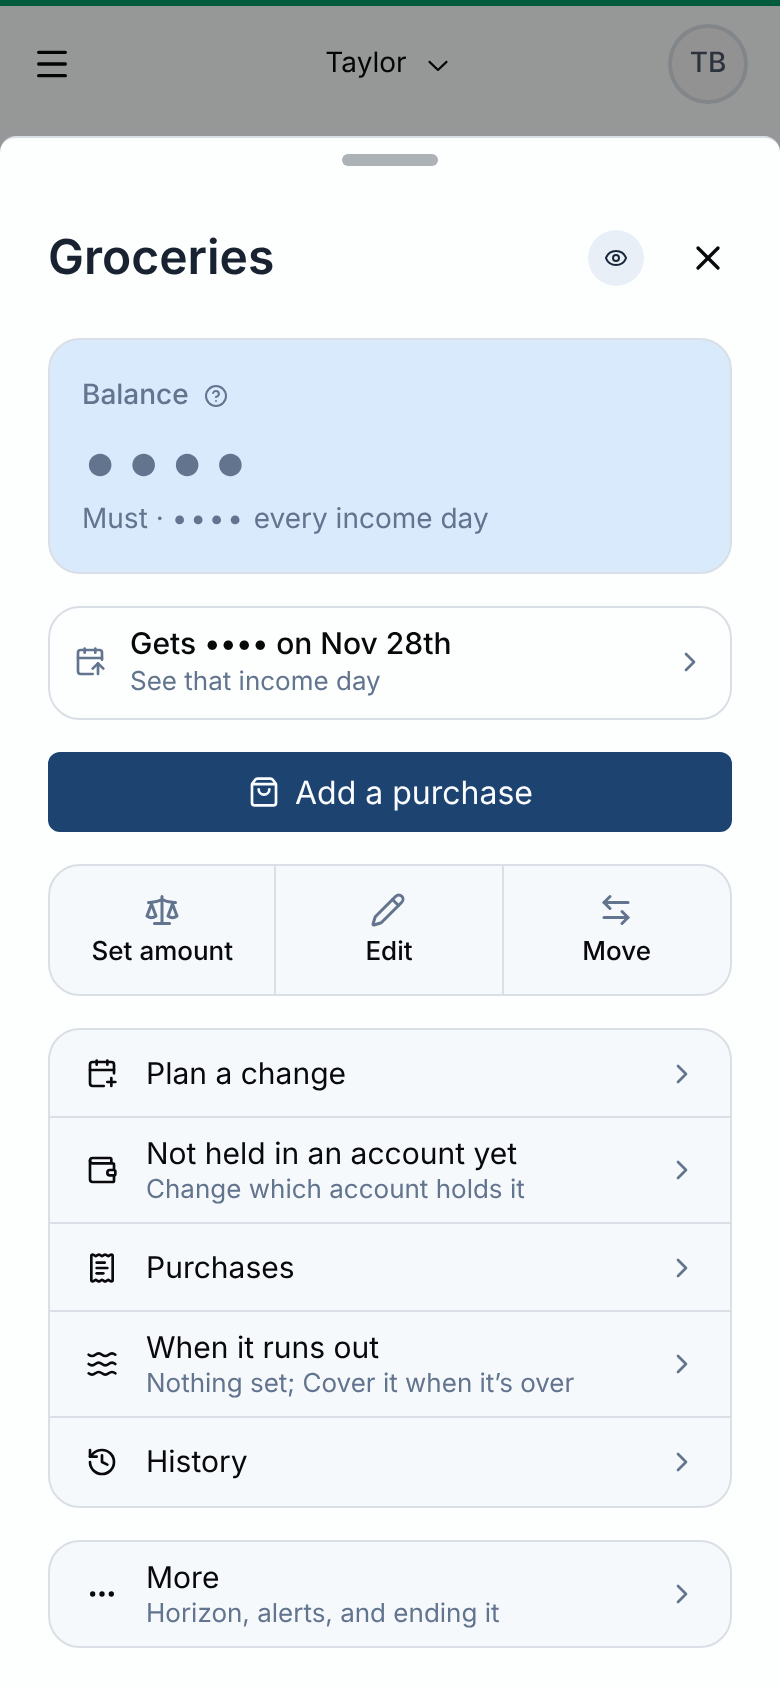 Taylor
TB
Groceries
Balance
● ● ● ●
Must · •••• every income day
Gets •••• on Nov 28th
See that income day
Add a purchase
Set amount
Edit
Move
Plan a change
Not held in an account yet
Change which account holds it
Purchases
When it runs out
Nothing set; Cover it when it’s over
History
More
Horizon, alerts, and ending it